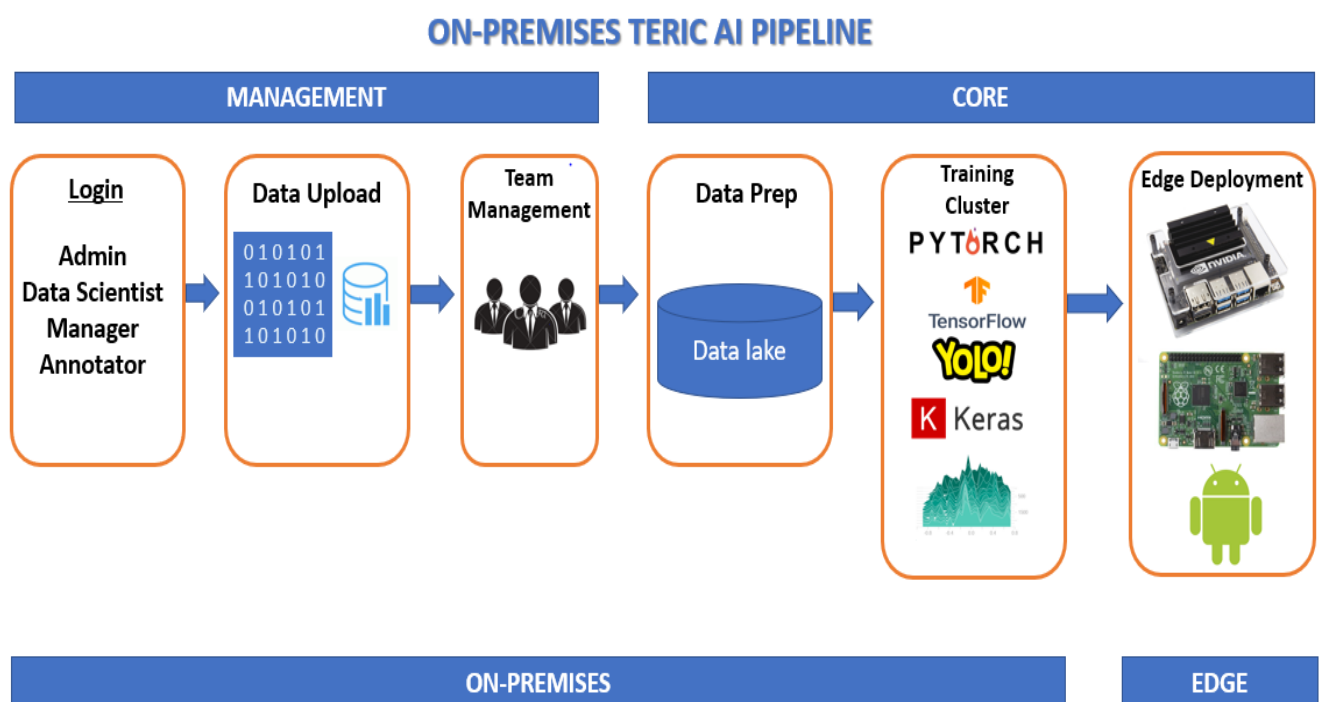 ON-PREMISES TERIC AI PIPELINE
MANAGEMENT
CORE
Login
Admin
Data Scientist
Manager
Annotator
Data Upload
010101
101010
010101
101010
Team
Management
Data Prep
Data lake
Training
Cluster
PYTORCH
TensorFlow
YOLO!
K Keras
Edge Deployment
NVIDIA
ON-PREMISES
EDGE